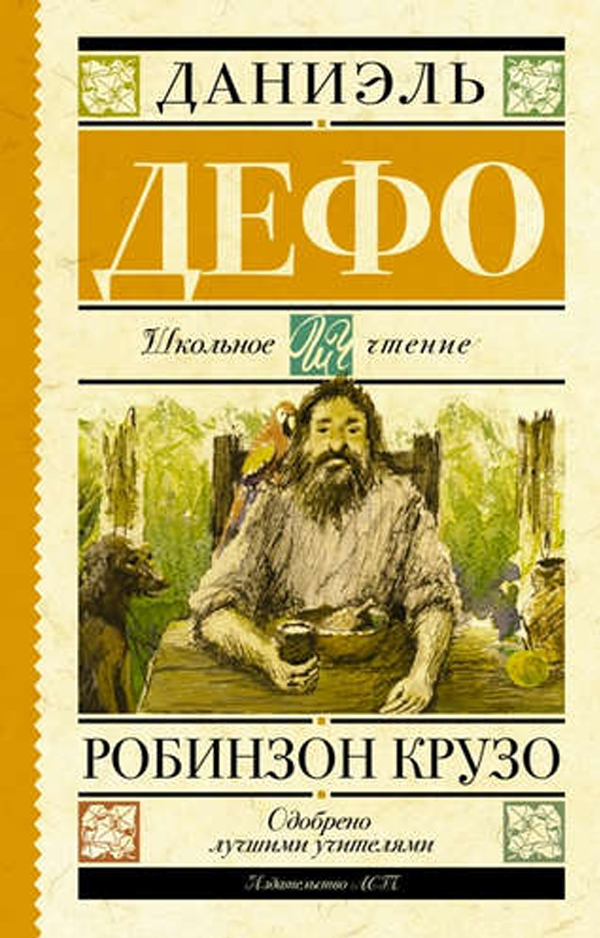 ДАНИЭЛЬ
ДЕФО
Школьное ШЧ чтение
РОБИНЗОН КРУЗО
Одобрено
лучшими учителями
Издательство АСТ